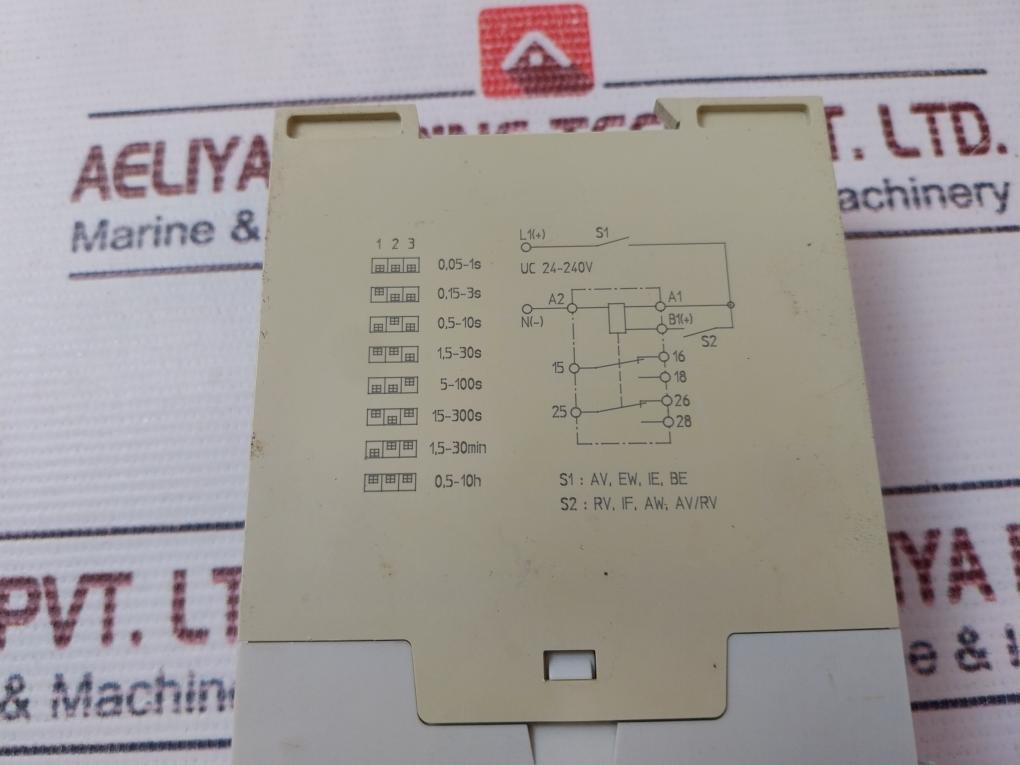 AELIYA
VT. LTD.
Marine &
achinery
1 2 3
0,05-1s
0,15-3s
0,5-10s
1,5-30s
5-100s
15-300s
1,5-30min
0,5-10h
L1(+) S1
UC 24-240V
A2 A1
N(-) B1(+)
S2
15 16
18
25 26
28
S1 : AV, EW, IE, BE
S2 : RV, IF, AW, AV/RV
PVT. LT
IYA
& Machin
e &